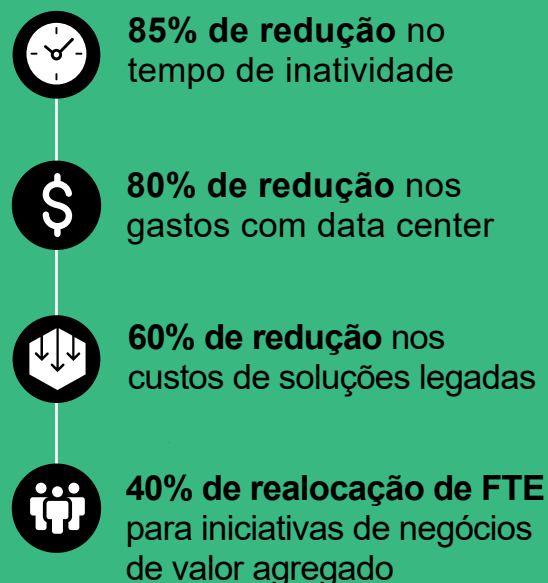 85% de redução no
tempo de inatividade
$
80% de redução nos
gastos com data center
60% de redução nos
custos de soluções legadas
40% de realocação de FTE
para iniciativas de negócios
de valor agregado